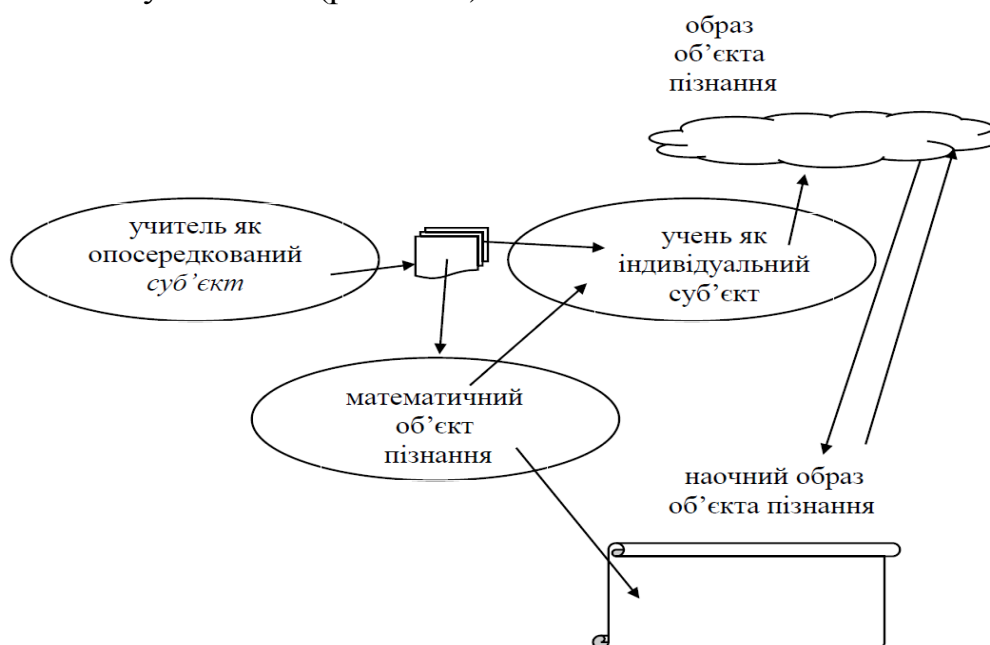 образ
об’єкта
пізнання
учитель як
опосередкований
суб’єкт
учень як
індивідуальний
суб’єкт
математичний
об’єкт
пізнання
наочний образ
об’єкта пізнання